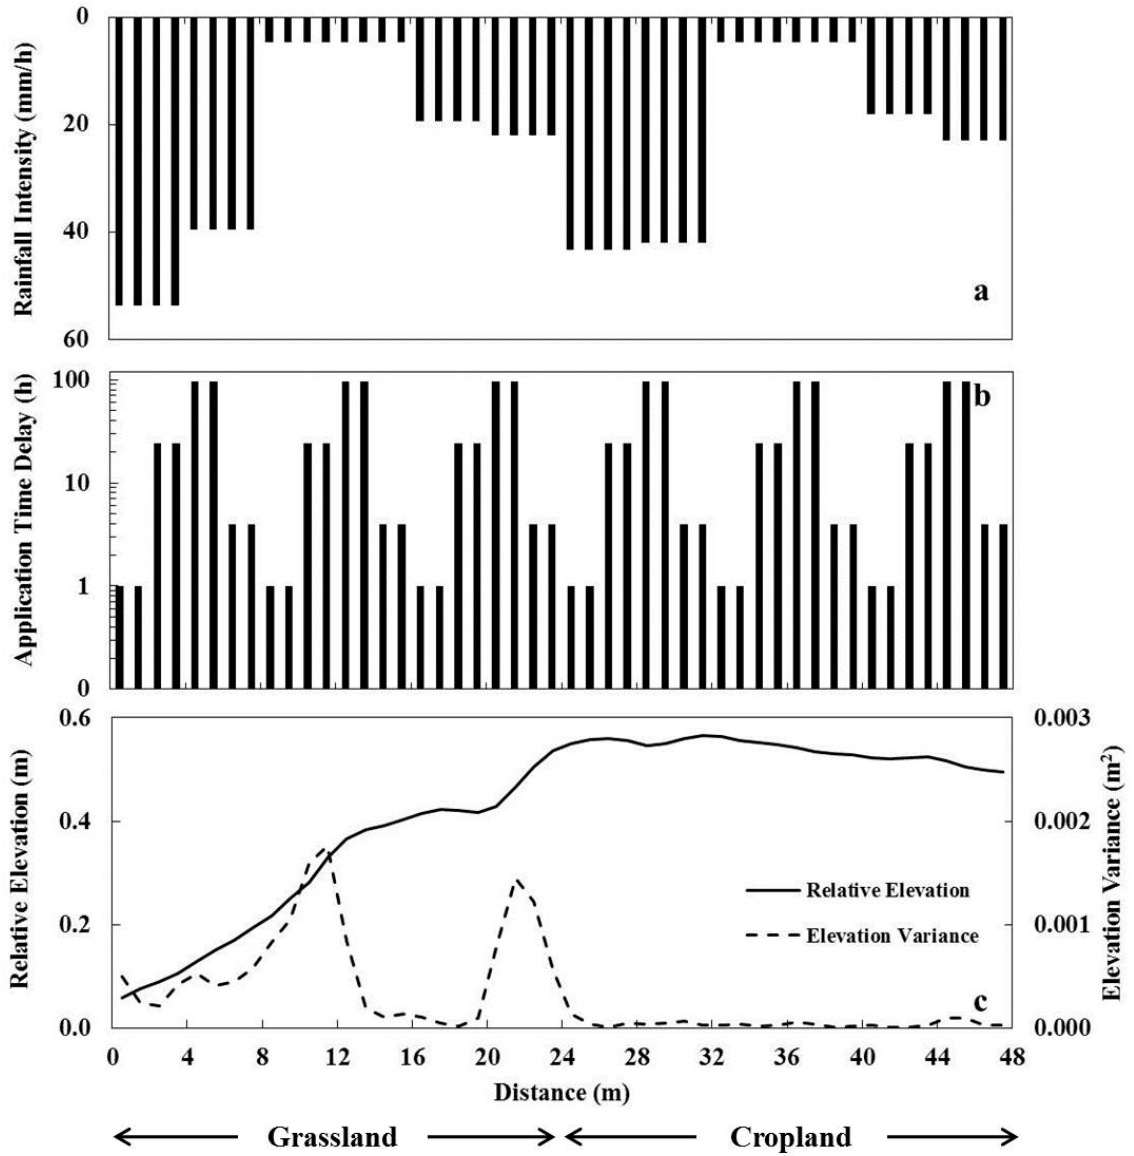 0
20
40
60
Rainfall Intensity (mm/h)
a
100
10
1
0
Application Time Delay (h)
b
0.6
0.4
0.2
0.0
Relative Elevation (m)
0.003
0.002
0.001
0.000
Elevation Variance (m²)
Relative Elevation
Elevation Variance
c
0 4 8 12 16 20 24 28 32 36 40 44 48
Distance (m)
Grassland Cropland